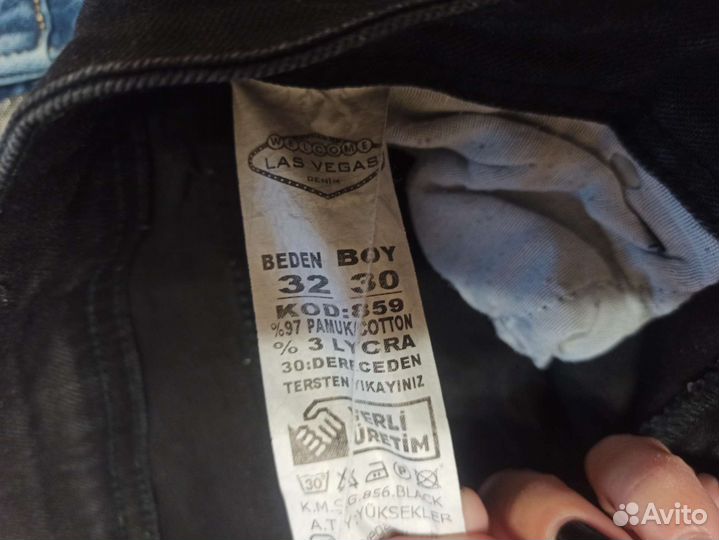 WELCOME
LAS VEGAS
DENIM
BEDEN BOY
32 30
KOD:859
%97 PAMUK/COTTON
% 3 LYCRA
30:DERECEDEN
TERSTEN YIKAYINIZ
YERLİ
ÜRETİM
30° P
K.M.S.G.856.BLACK
A.T.Y:YÜKSEKLER
Avito